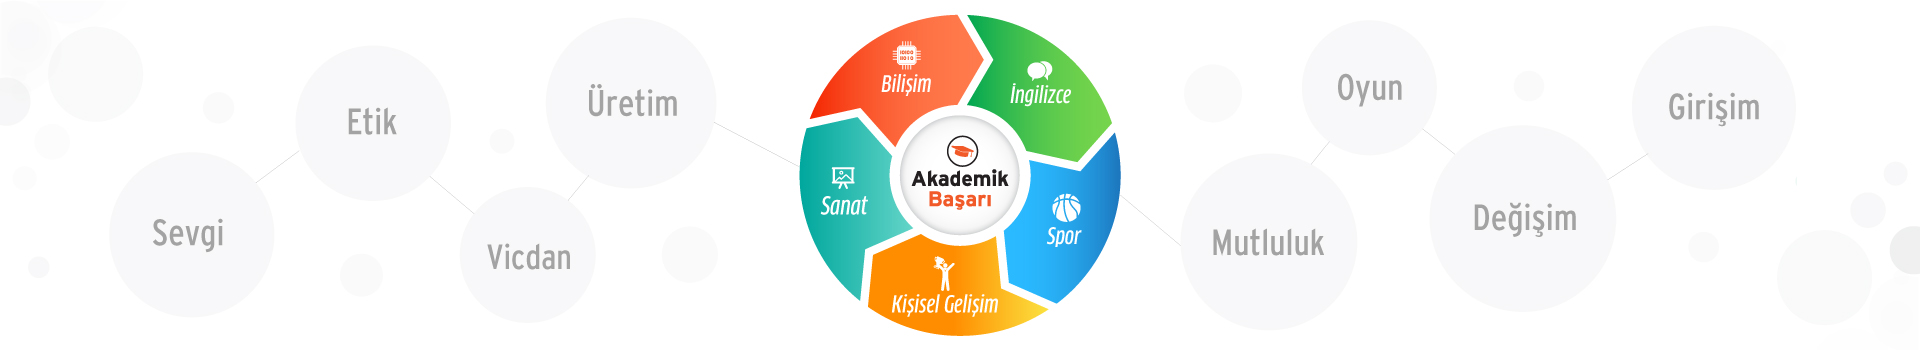 Sevgi
Etik
Vicdan
Üretim
Bilişim
İngilizce
Spor
Kişisel Gelişim
Sanat
Akademik
Başarı
Mutluluk
Oyun
Değişim
Girişim